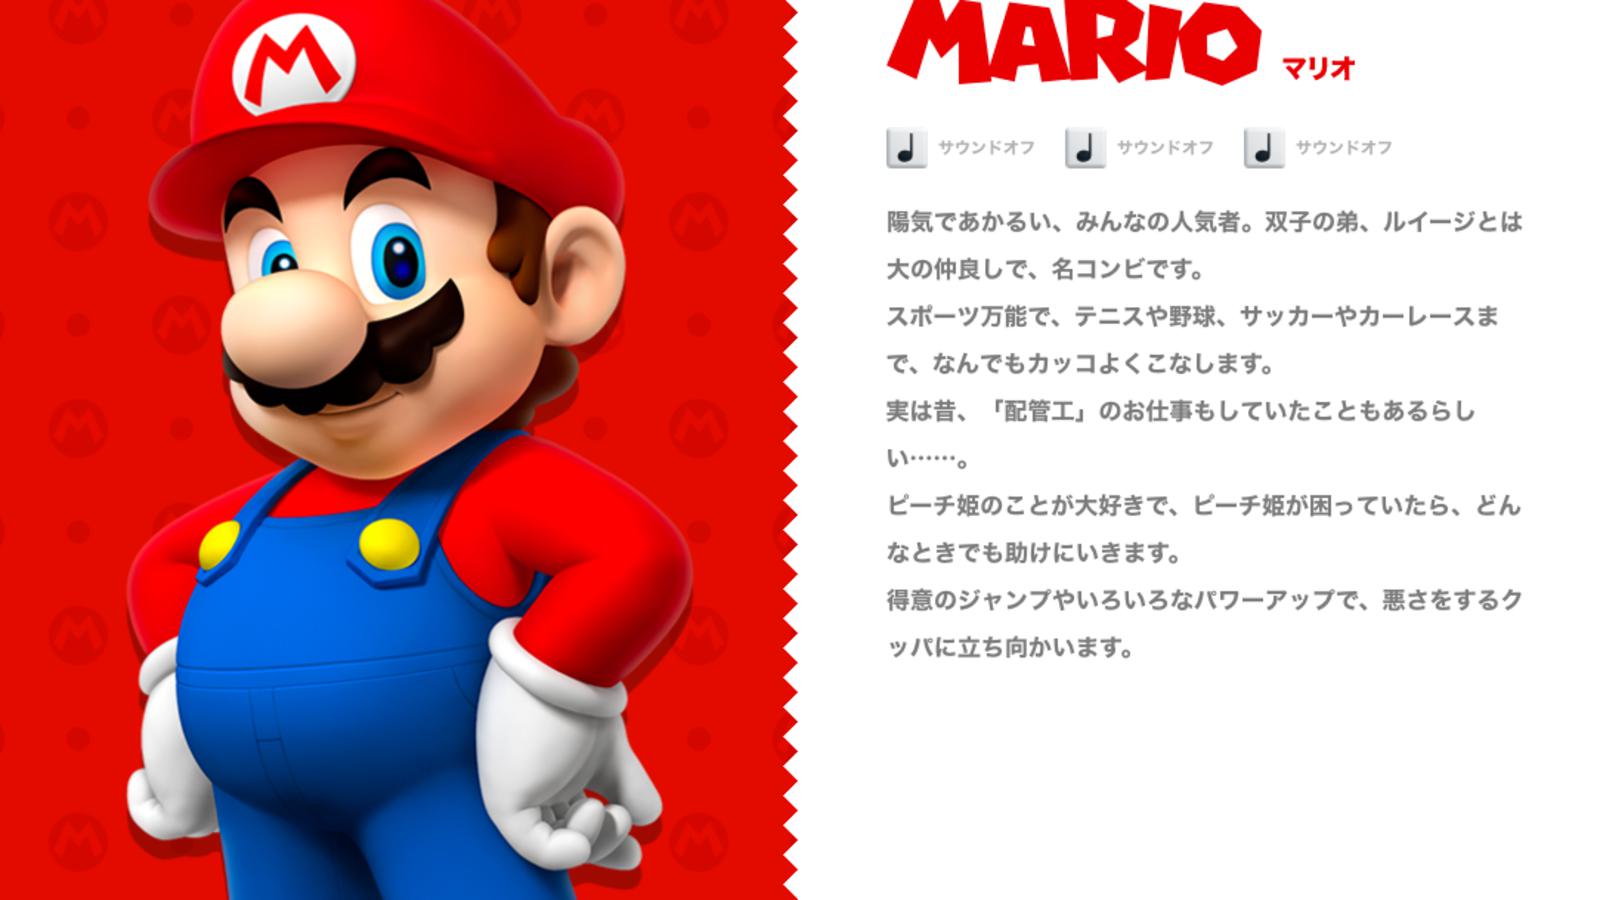 M
MARIO マリオ
サウンドオフ サウンドオフ サウンドオフ
陽気であかるい、みんなの人気者。双子の弟、ルイージとは
大の仲良しで、名コンビです。
スポーツ万能で、テニスや野球、サッカーやカーレースま
で、なんでもカッコよくこなします。
実は昔、「配管工」のお仕事もしていたこともあるらし
い……。
ピーチ姫のことが大好きで、ピーチ姫が困っていたら、どん
なときでも助けにいきます。
得意のジャンプやいろいろなパワーアップで、悪さをするク
ッパに立ち向かいます。